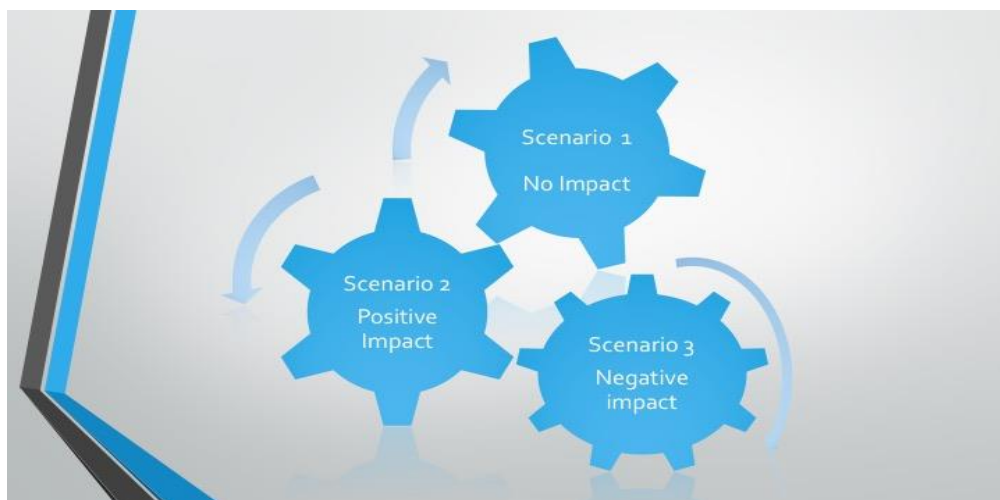 Scenario 1
No Impact
Scenario 2
Positive
Impact
Scenario 3
Negative
impact